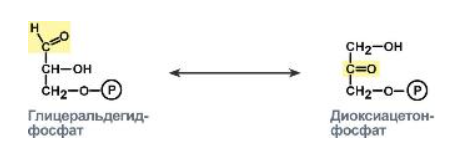 H
C=O
CH—OH
CH₂—O—P
Глицеральдегид-
фосфат
CH₂—OH
C=O
CH₂—O—P
Диоксиацетон-
фосфат